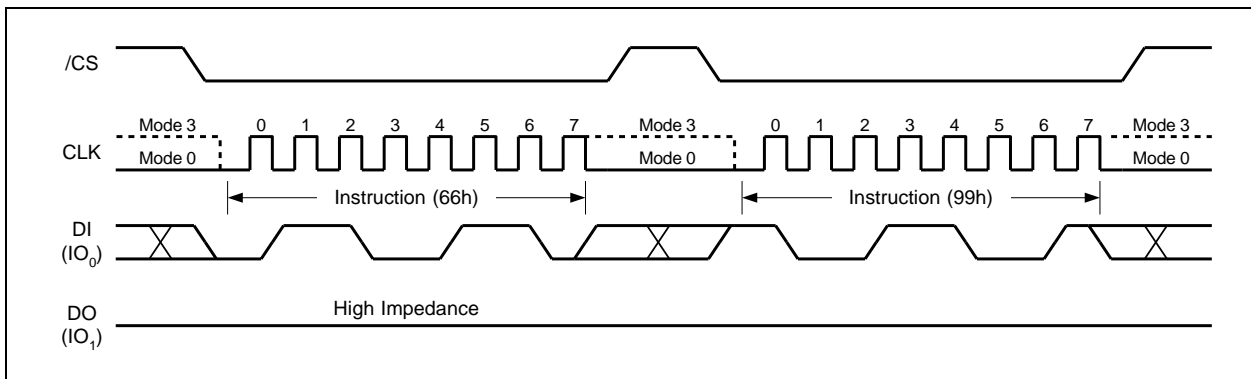 /CS
Mode 3 0 1 2 3 4 5 6 7 Mode 3 0 1 2 3 4 5 6 7 Mode 3
CLK
Mode 0 Mode 0 Mode 0
Instruction (66h) Instruction (99h)
DI
(IO0)
High Impedance
DO
(IO1)